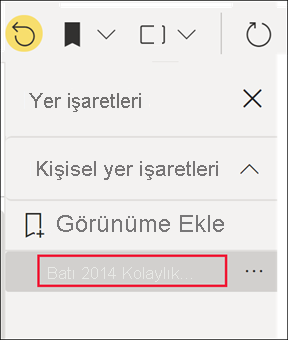 Yer işaretleri
Kişisel yer işaretleri
Görünüme Ekle
Batı 2014 Kolaylık...